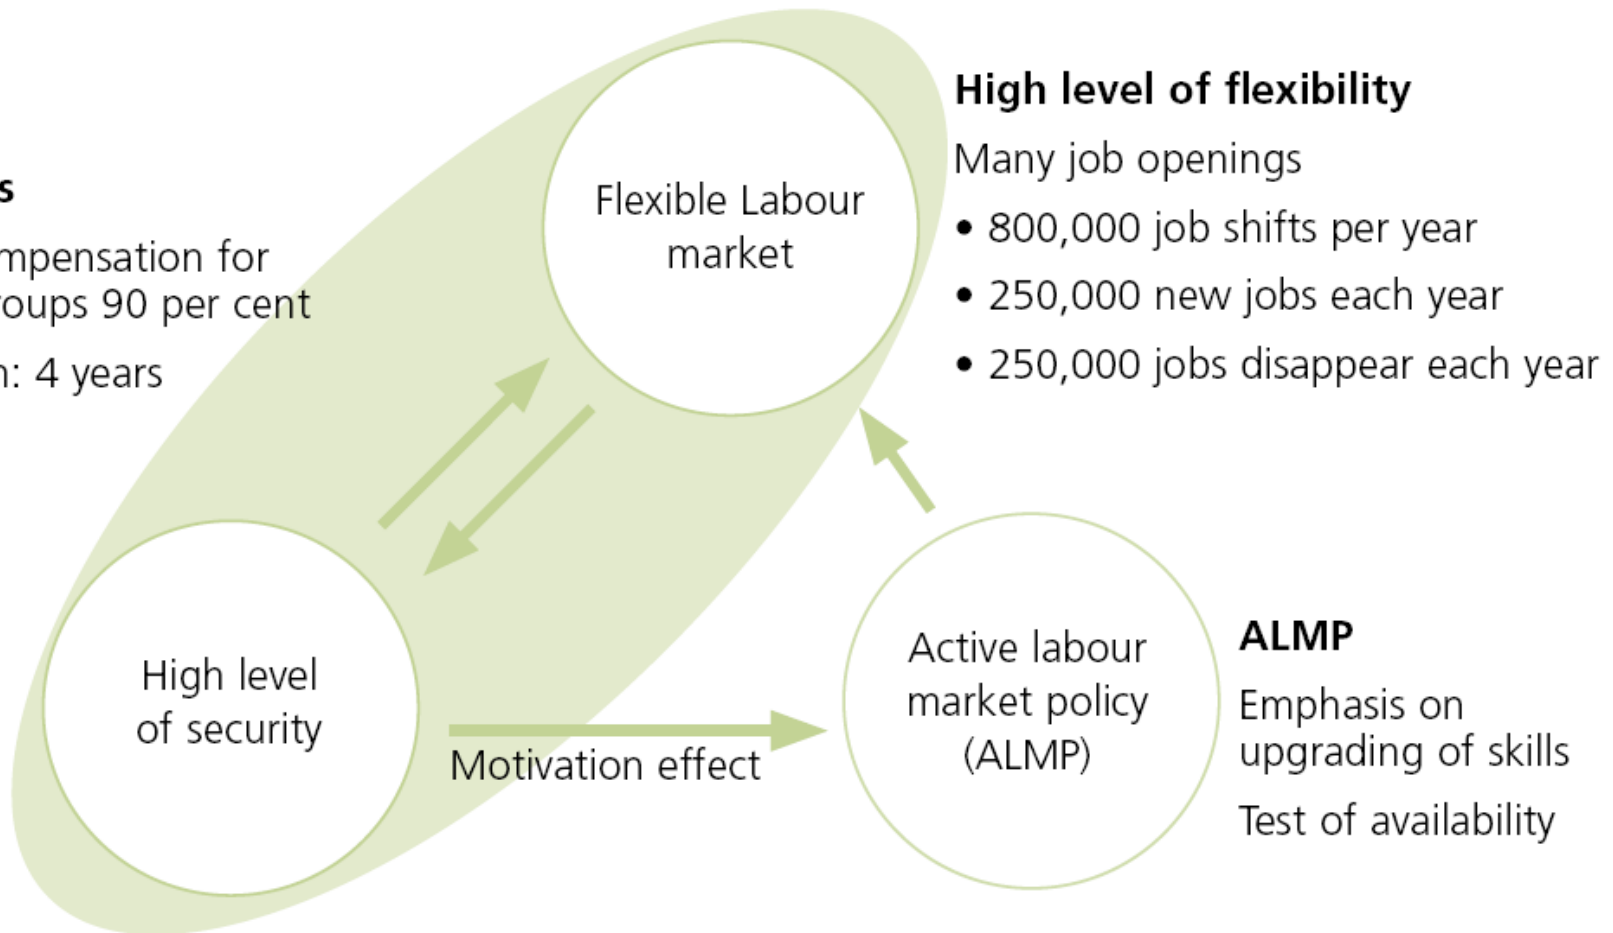 s
mpensation for
roups 90 per cent
n: 4 years
Flexible Labour
market
High level of flexibility
Many job openings
• 800,000 job shifts per year
• 250,000 new jobs each year
• 250,000 jobs disappear each year
High level
of security
Motivation effect
Active labour
market policy
(ALMP)
ALMP
Emphasis on
upgrading of skills
Test of availability